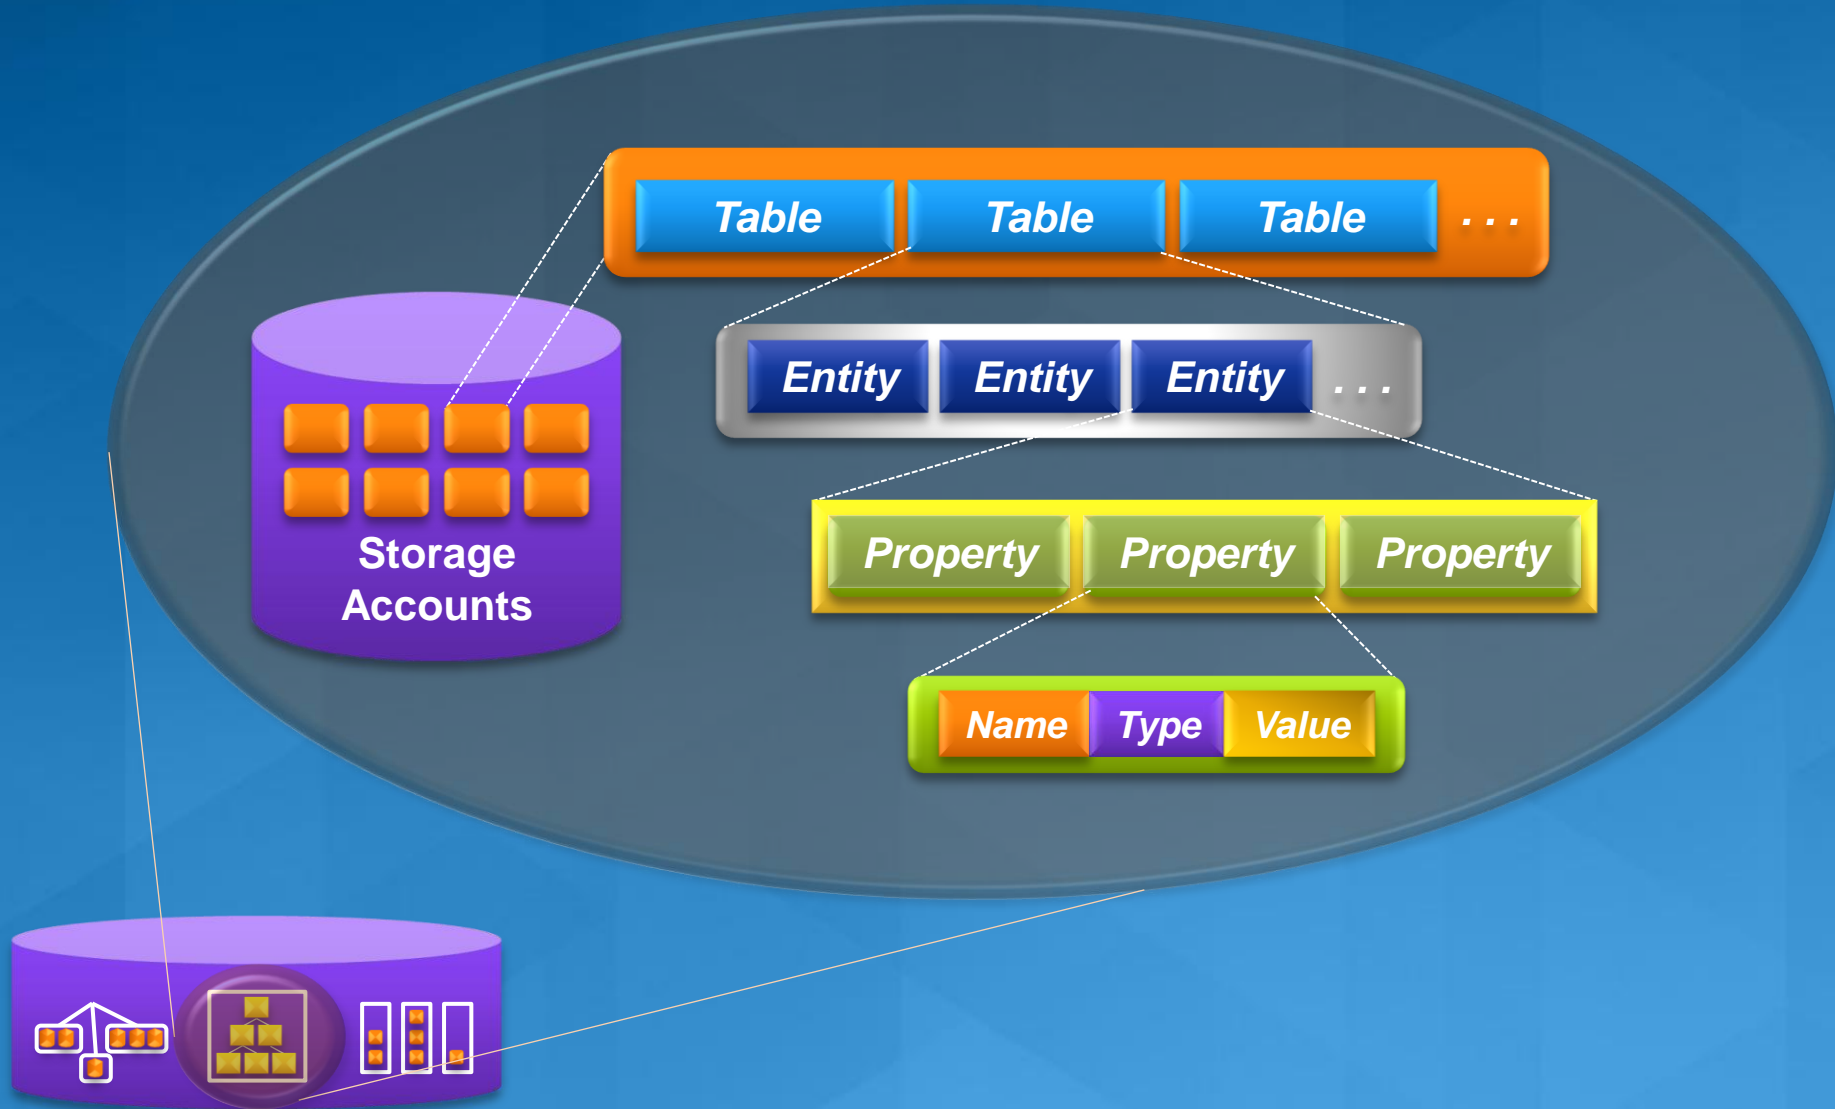 Table Table Table . . .
Entity Entity Entity . . .
Property Property Property
Name Type Value
Storage
Accounts